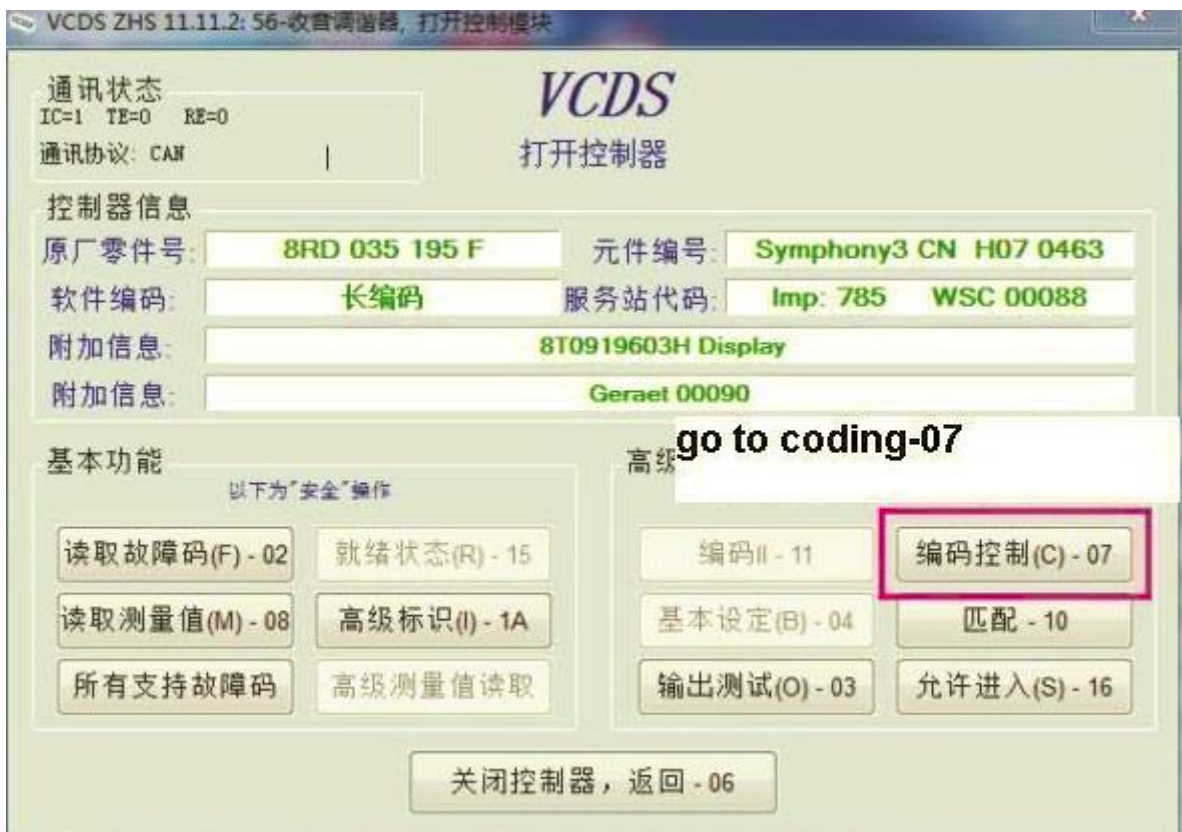 VCDS ZHS 11.11.2: 56-收音调谐器, 打开控制模块
通讯状态
IC=1 TE=0 RE=0
通讯协议: CAN
VCDS
打开控制器
控制器信息
原厂零件号: 8RD 035 195 F 元件编号: Symphony3 CN H07 0463
软件编码: 长编码 服务站代码: Imp: 785 WSC 00088
附加信息: 8T0919603H Display
附加信息: Geraet 00090
go to coding-07
基本功能 高级
以下为"安全"操作
读取故障码(F) - 02 就绪状态(R) - 15 编码II - 11 编码控制(C) - 07
读取测量值(M) - 08 高级标识(I) - 1A 基本设定(B) - 04 匹配 - 10
所有支持故障码 高级测量值读取 输出测试(O) - 03 允许进入(S) - 16
关闭控制器，返回 - 06